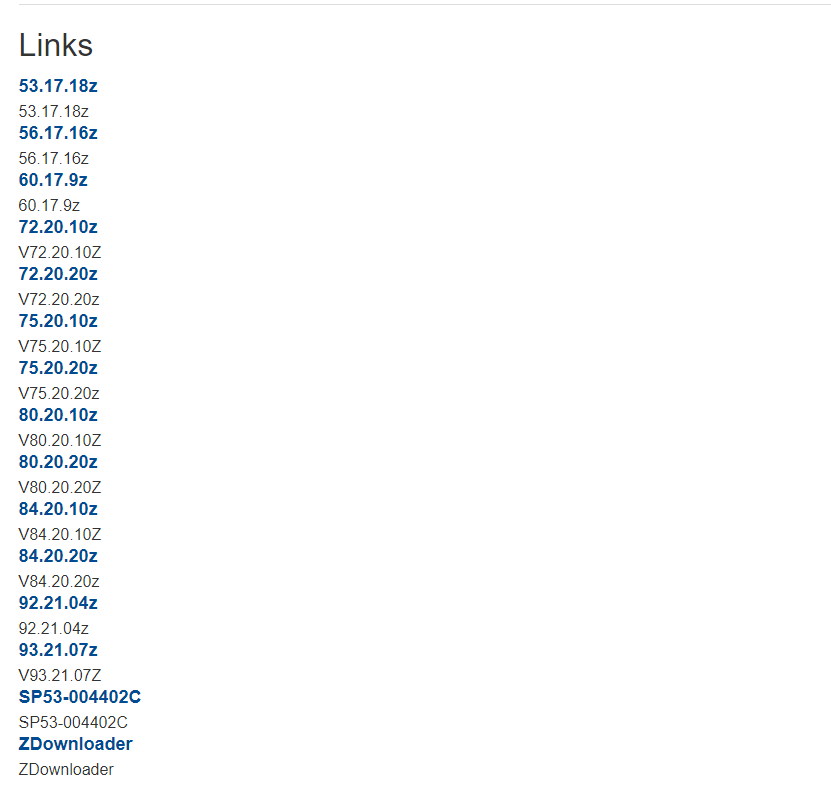 Links
53.17.18z
53.17.18z
56.17.16z
56.17.16z
60.17.9z
60.17.9z
72.20.10z
V72.20.10Z
72.20.20z
V72.20.20z
75.20.10z
V75.20.10Z
75.20.20z
V75.20.20z
80.20.10z
V80.20.10Z
80.20.20z
V80.20.20Z
84.20.10z
V84.20.10Z
84.20.20z
V84.20.20z
92.21.04z
92.21.04z
93.21.07z
V93.21.07Z
SP53-004402C
SP53-004402C
ZDownloader
ZDownloader